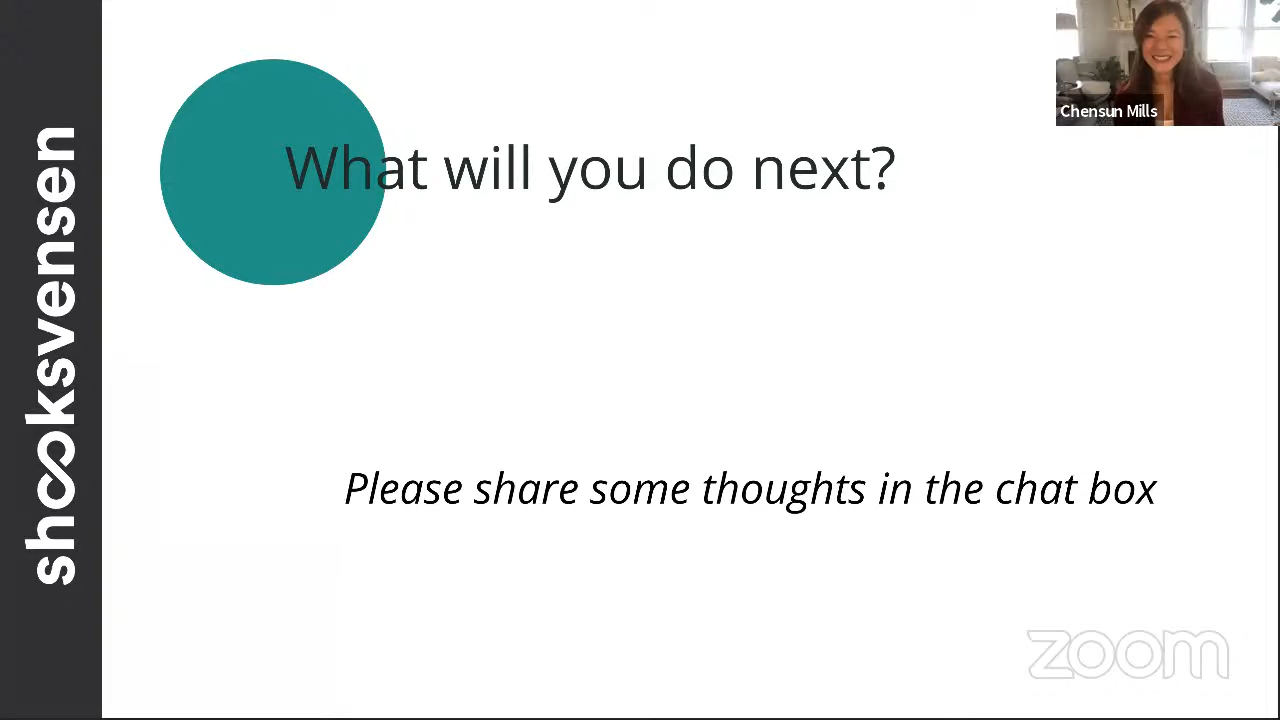 shooksvensen
What will you do next?
Chensun Mills
Please share some thoughts in the chat box
zoom